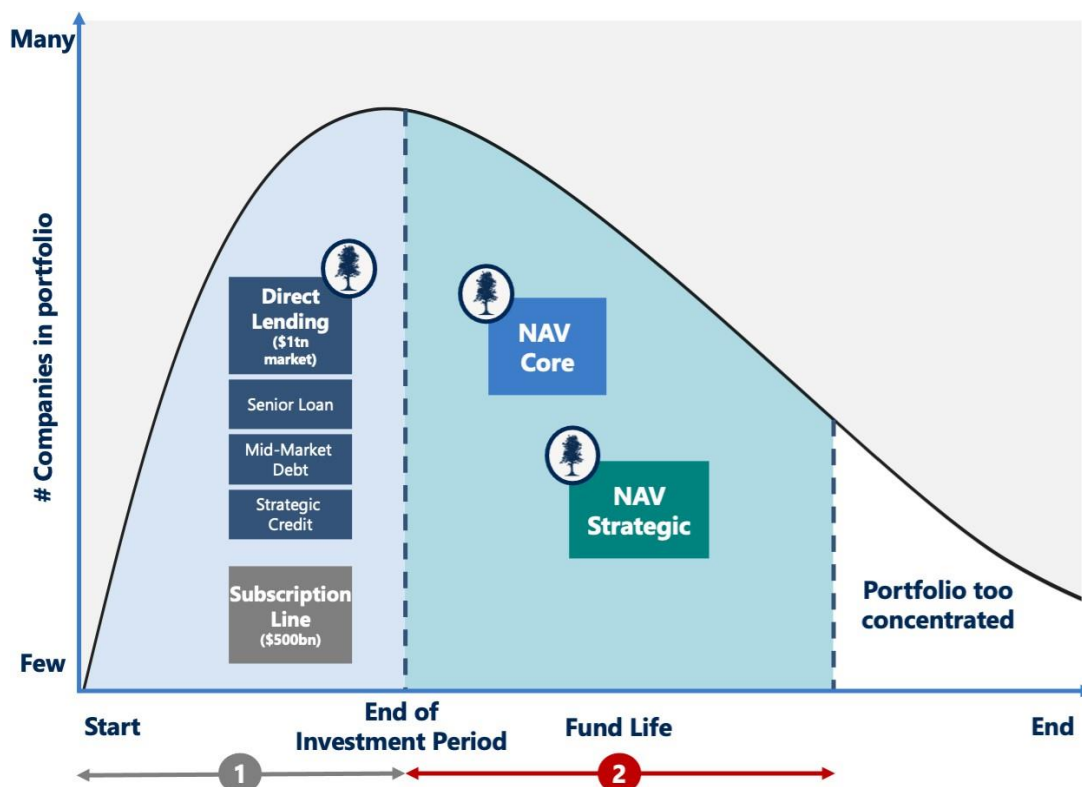 Many
# Companies in portfolio
Few
Direct
Lending
($1tn
market)
Senior Loan
Mid-Market
Debt
Strategic
Credit
Subscription
Line
($500bn)
NAV
Core
NAV
Strategic
Portfolio too
concentrated
Start
End of
Investment Period
Fund Life
End
1
2